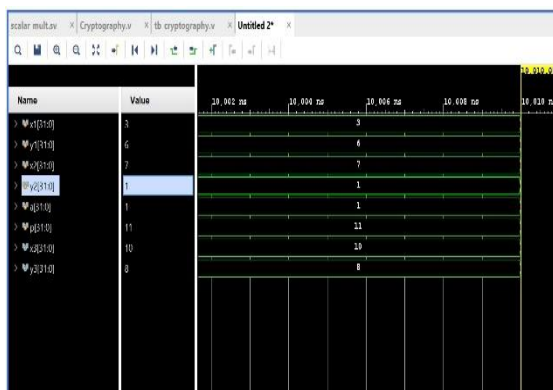 scalar mult.sv × Cryptography.v × tb cryptography.v × Untitled 2* ×
Name Value
10,002 ns 10,004 ns 10,006 ns 10,008 ns 10,010 ns
x1[31:0] 3 3
y1[31:0] 6 6
x2[31:0] 7 7
y2[31:0] 1 1
a[31:0] 1 1
p[31:0] 11 11
x3[31:0] 10 10
y3[31:0] 8 8